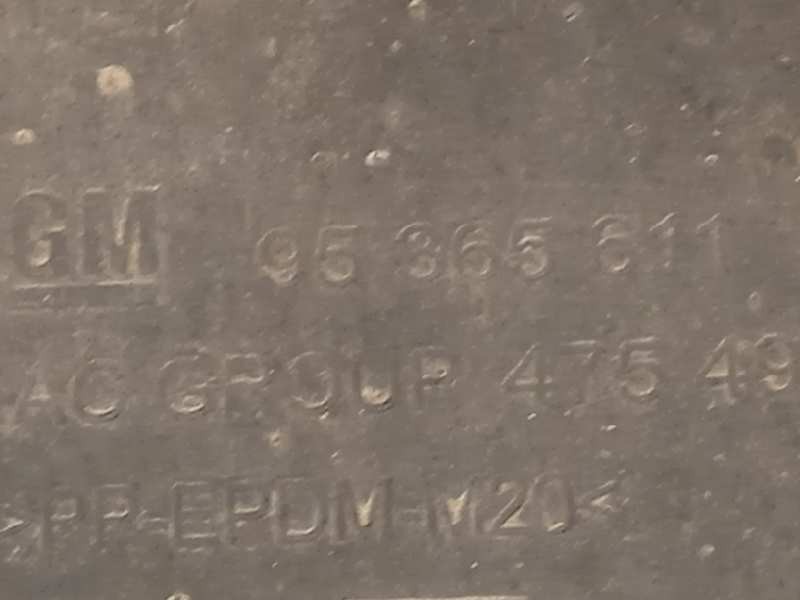 GM 95 365 611
AC GROUP 475 49
>PP-EPDM-M20<